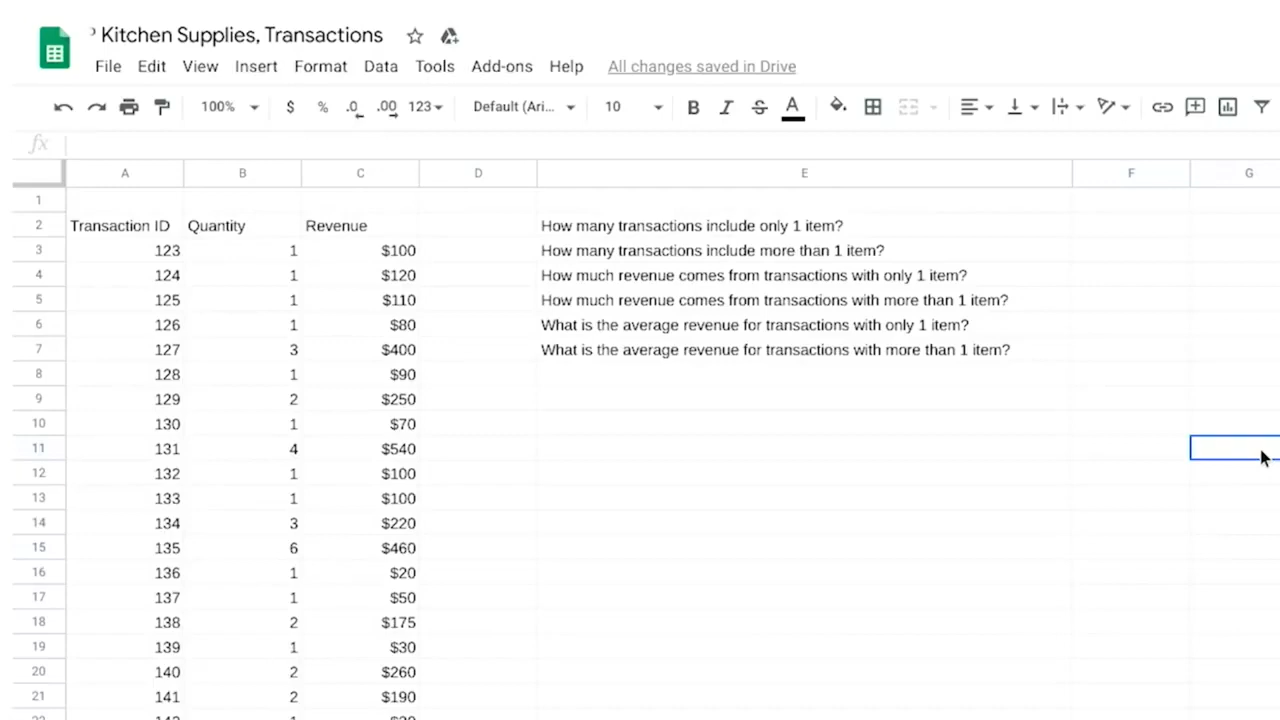 Kitchen Supplies, Transactions
File Edit View Insert Format Data Tools Add-ons Help All changes saved in Drive
100% $ % .0 .00 123 Default (Ari... 10 B I S A
fx
A B C D E F G
1
2 Transaction ID Quantity Revenue How many transactions include only 1 item?
3 123 1 $100 How many transactions include more than 1 item?
4 124 1 $120 How much revenue comes from transactions with only 1 item?
5 125 1 $110 How much revenue comes from transactions with more than 1 item?
6 126 1 $80 What is the average revenue for transactions with only 1 item?
7 127 3 $400 What is the average revenue for transactions with more than 1 item?
8 128 1 $90
9 129 2 $250
10 130 1 $70
11 131 4 $540
12 132 1 $100
13 133 1 $100
14 134 3 $220
15 135 6 $460
16 136 1 $20
17 137 1 $50
18 138 2 $175
19 139 1 $30
20 140 2 $260
21 141 2 $190